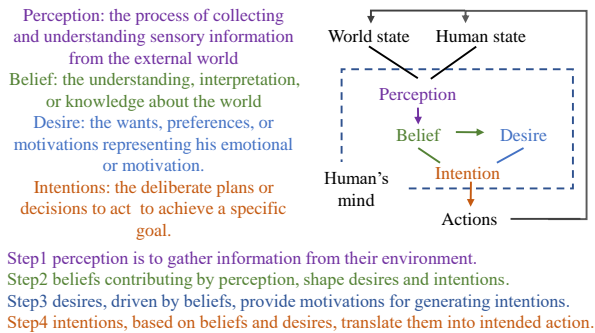 Perception: the process of collecting
and understanding sensory information
from the external world
Belief: the understanding, interpretation,
or knowledge about the world
Desire: the wants, preferences, or
motivations representing his emotional
or motivation.
Intentions: the deliberate plans or
decisions to act to achieve a specific
goal.
World state
Human state
Perception
Belief
Desire
Intention
Human's
mind
Actions
Step1 perception is to gather information from their environment.
Step2 beliefs contributing by perception, shape desires and intentions.
Step3 desires, driven by beliefs, provide motivations for generating intentions.
Step4 intentions, based on beliefs and desires, translate them into intended action.